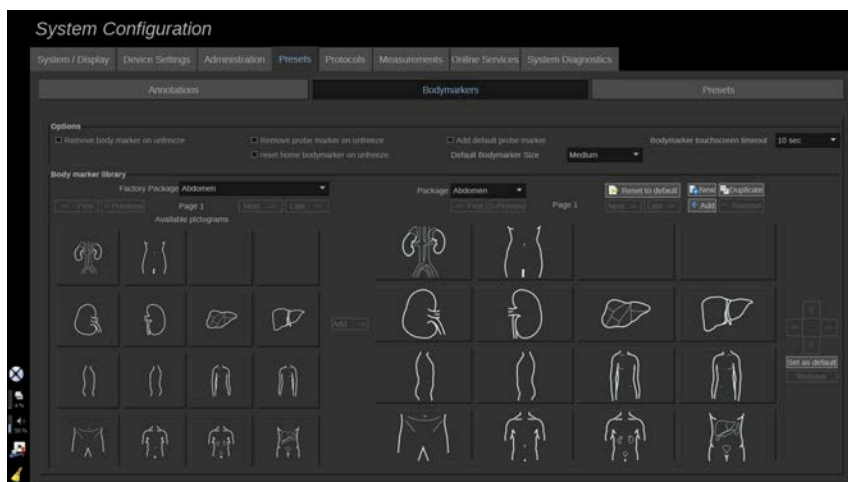 System Configuration
System / Display Device Settings Administration Presets Protocols Measurements Online Services System Diagnostics
Annotations Bodymarkers Presets
Options
Remove body marker on unfreeze Remove probe marker on unfreeze Add default probe marker Bodymarker touchscreen timeout 10 sec
reset home bodymarker on unfreeze Default Bodymarker Size Medium
Body marker library
Factory Package Abdomen Package Abdomen Reset to default New Duplicate
First Previous Page 1 Next Last First Previous Page 1 Next Last Add Remove
Available pictograms
Add
Set as default
Remove
4 %
50 %